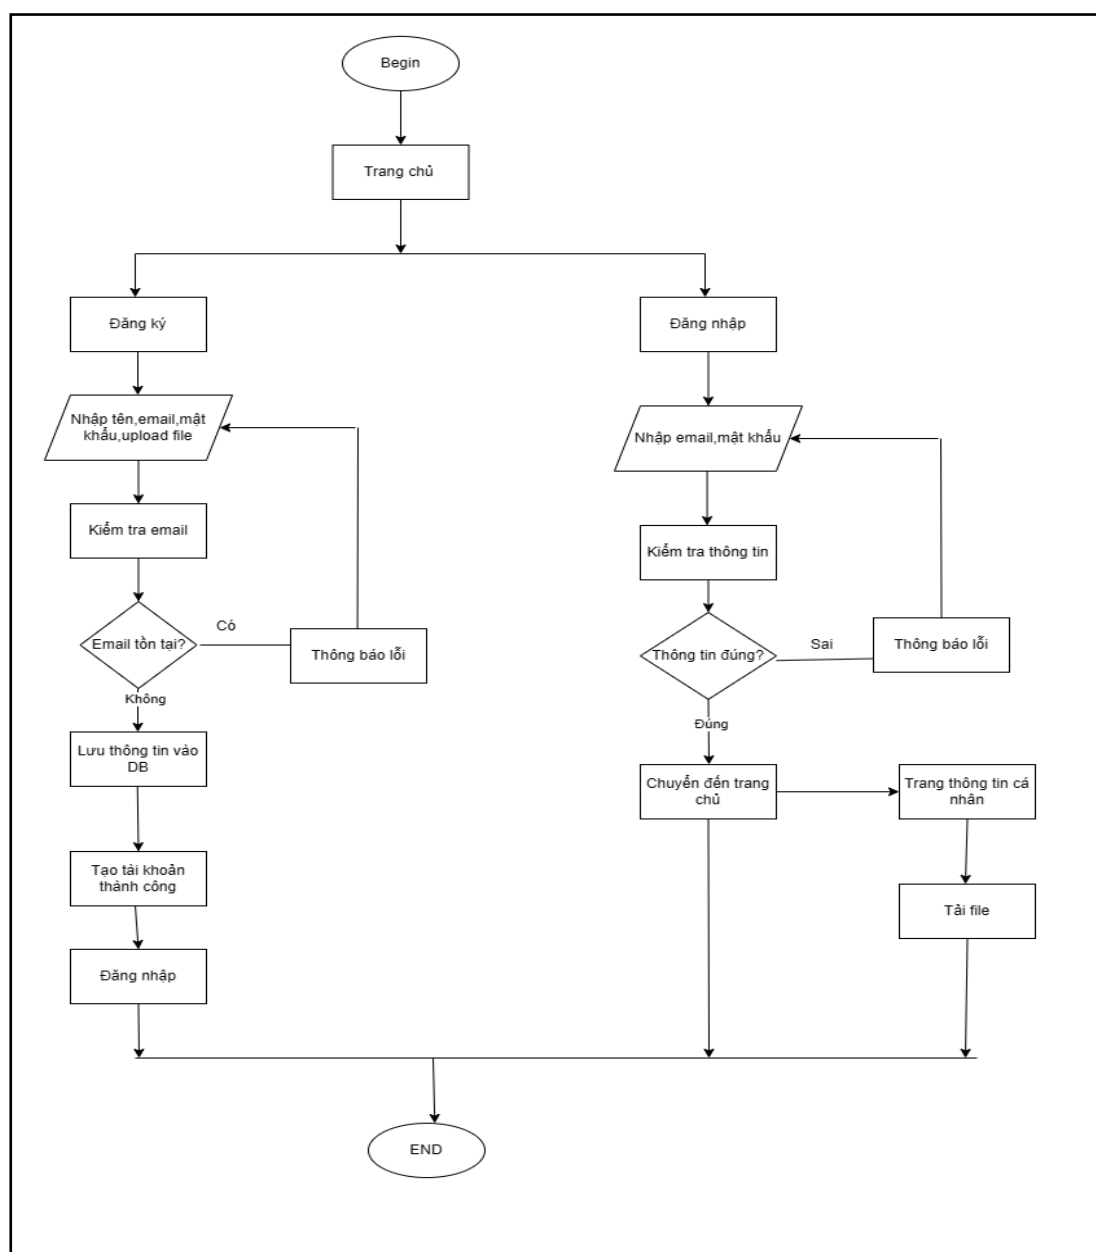 Begin
Trang chủ
Đăng ký
Đăng nhập
Nhập tên,email,mật
khẩu,upload file
Nhập email,mật khẩu
Kiểm tra email
Kiểm tra thông tin
Email tồn tại?
Có
Thông báo lỗi
Thông tin đúng?
Sai
Thông báo lỗi
Không
Đúng
Lưu thông tin vào
DB
Chuyển đến trang
chủ
Trang thông tin cá
nhân
Tạo tài khoản
thành công
Tải file
Đăng nhập
END